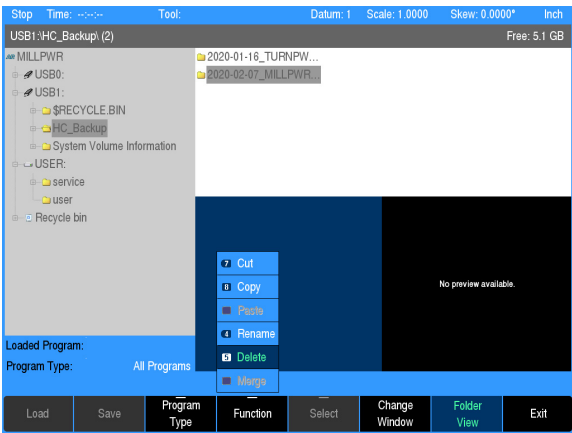 Stop Time: --:--:-- Tool: Datum: 1 Scale: 1.0000 Skew: 0.0000° Inch
USB1:\HC_Backup\ (2) Free: 5.1 GB
MILLPWR
USB0:
USB1:
$RECYCLE.BIN
HC_Backup
System Volume Information
USER:
service
user
Recycle bin
2020-01-16_TURNPW...
2020-02-07_MILLPWR...
7 Cut
8 Copy
Paste
4 Rename
5 Delete
Merge
No preview available.
Loaded Program:
Program Type: All Programs
Load
Save
Program
Type
Function
Select
Change
Window
Folder
View
Exit